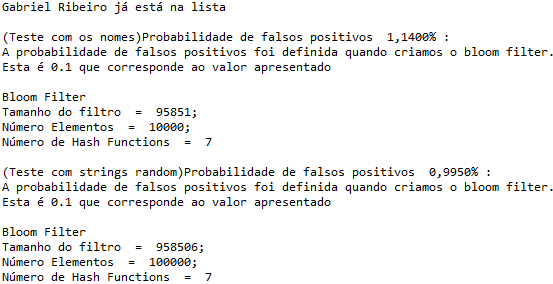 Gabriel Ribeiro já está na lista
(Teste com os nomes)Probabilidade de falsos positivos  1,1400% :
A probabilidade de falsos positivos foi definida quando criamos o bloom filter.
Esta é 0.1 que corresponde ao valor apresentado
Bloom Filter
Tamanho do filtro  =  95851;
Número Elementos  =  10000;
Número de Hash Functions  =  7
(Teste com strings random)Probabilidade de falsos positivos  0,9950% :
A probabilidade de falsos positivos foi definida quando criamos o bloom filter.
Esta é 0.1 que corresponde ao valor apresentado
Bloom Filter
Tamanho do filtro  =  958506;
Número Elementos  =  100000;
Número de Hash Functions  =  7